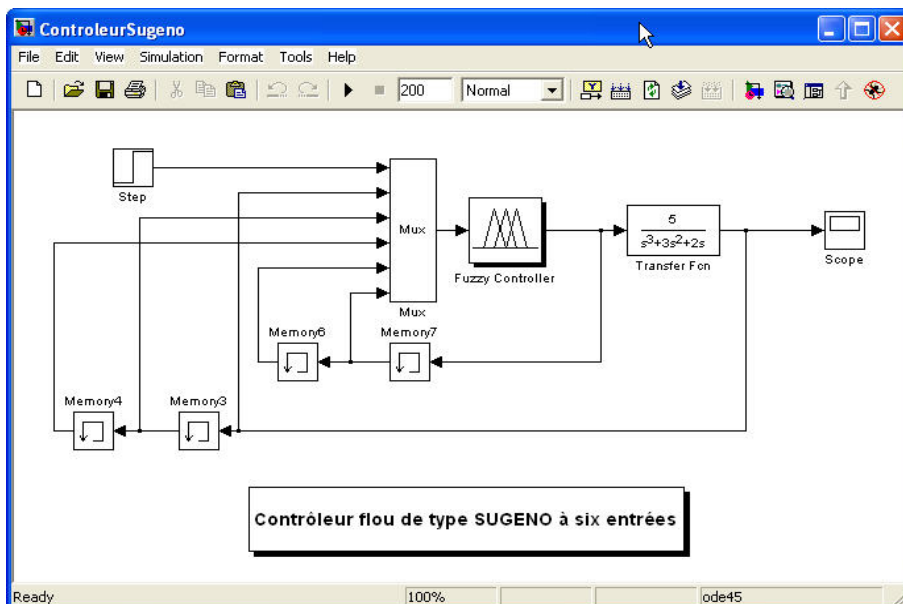 ControleurSugeno
File Edit View Simulation Format Tools Help
200 Normal
Step
Mux
Mux
Fuzzy Controller
5
s³+3s²+2s
Transfer Fcn
Scope
Memory6 Memory7
Memory4 Memory3
Contrôleur flou de type SUGENO à six entrées
Ready 100% ode45